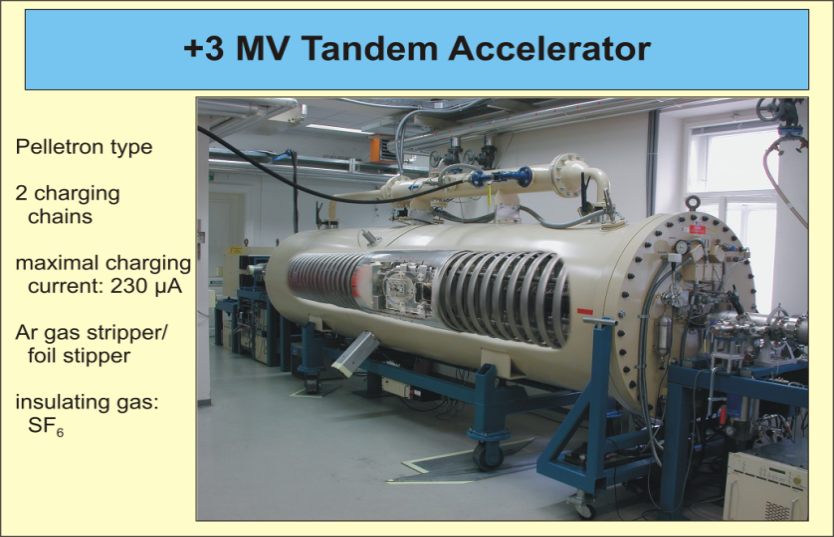 +3 MV Tandem Accelerator
Pelletron type
2 charging
chains
maximal charging
current: 230 µA
Ar gas stripper/
foil stipper
insulating gas:
SF₆